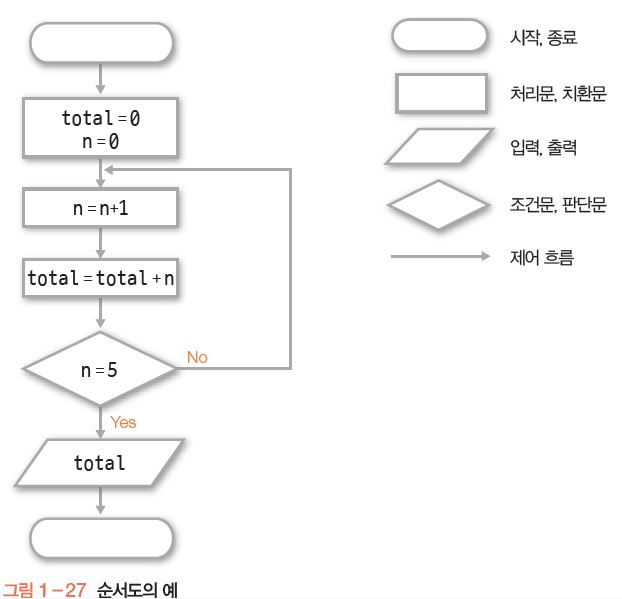 total=0
n=0
n=n+1
total=total+n
n=5
No
Yes
total
시작, 종료
처리문, 치환문
입력, 출력
조건문, 판단문
제어 흐름
그림 1-27 순서도의 예